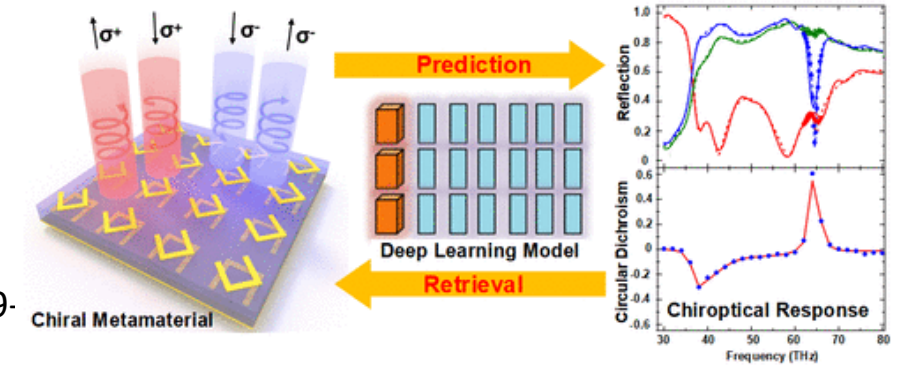 σ+
σ+
σ-
σ-
Prediction
Deep Learning Model
Retrieval
9-
Chiral Metamaterial
Reflection
1.0
0.8
0.6
0.4
0.2
0
Circular Dichroism
0.6
0.4
0.2
0
-0.2
-0.4
-0.6
Chiroptical Response
30 40 50 60 70 80
Frequency (THz)